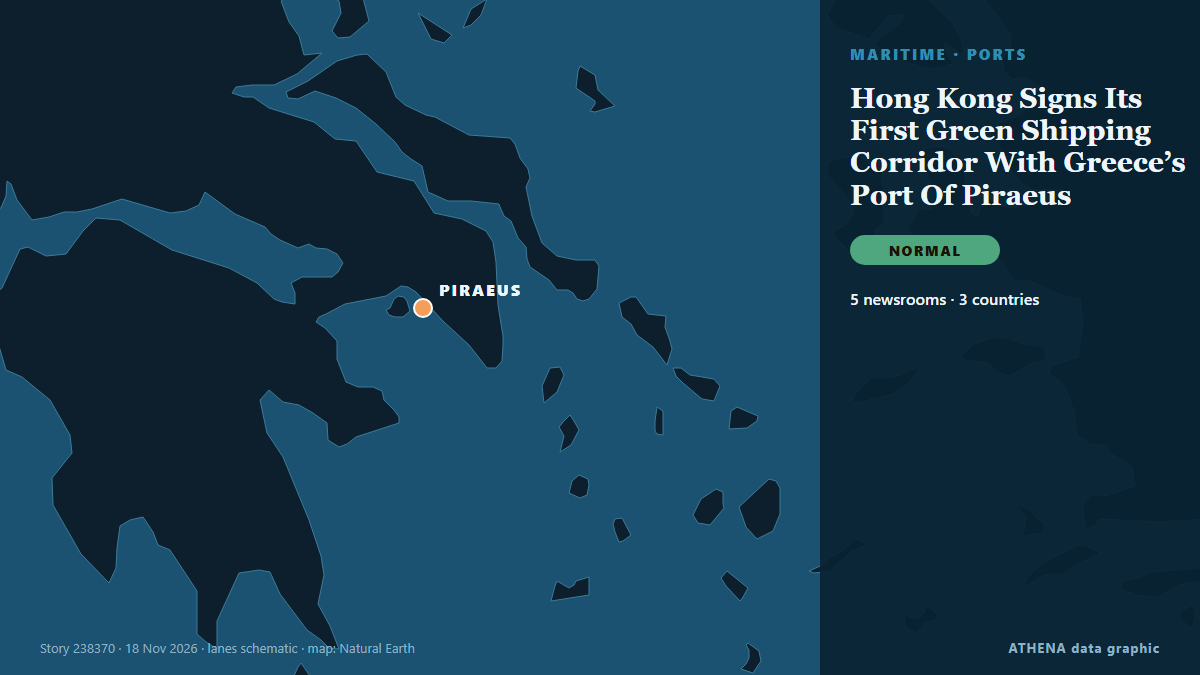 MARITIME · PORTS
Hong Kong Signs Its
First Green Shipping
Corridor With Greece’s
Port Of Piraeus
NORMAL
5 newsrooms · 3 countries
PIRAEUS
Story 238370 · 18 Nov 2026 · lanes schematic · map: Natural Earth
ATHENA data graphic